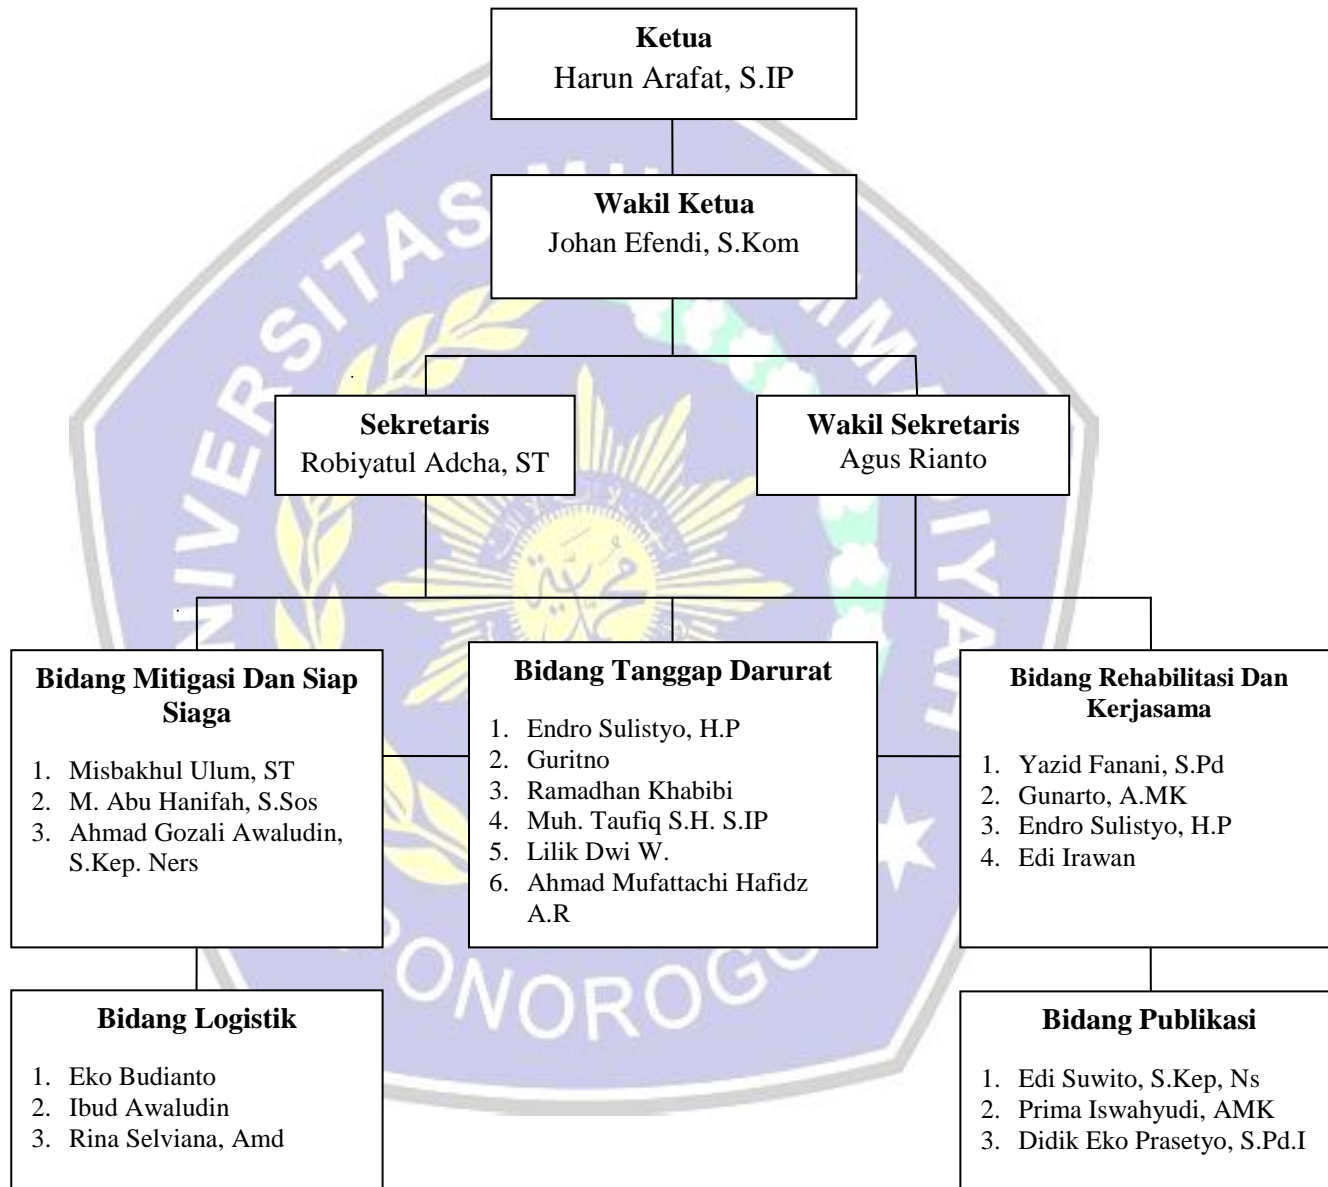 Ketua
Harun Arafat, S.IP
Wakil Ketua
Johan Efendi, S.Kom
Sekretaris
Robiyatul Adcha, ST
Wakil Sekretaris
Agus Rianto
Bidang Mitigasi Dan Siap
Siaga
1. Misbakhul Ulum, ST
2. M. Abu Hanifah, S.Sos
3. Ahmad Gozali Awaludin,
S.Kep. Ners
Bidang Tanggap Darurat
1. Endro Sulistyo, H.P
2. Guritno
3. Ramadhan Khabibi
4. Muh. Taufiq S.H. S.IP
5. Lilik Dwi W.
6. Ahmad Mufattachi Hafidz
A.R
Bidang Rehabilitasi Dan
Kerjasama
1. Yazid Fanani, S.Pd
2. Gunarto, A.MK
3. Endro Sulistyo, H.P
4. Edi Irawan
Bidang Logistik
1. Eko Budianto
2. Ibud Awaludin
3. Rina Selviana, Amd
Bidang Publikasi
1. Edi Suwito, S.Kep, Ns
2. Prima Iswahyudi, AMK
3. Didik Eko Prasetyo, S.Pd.I